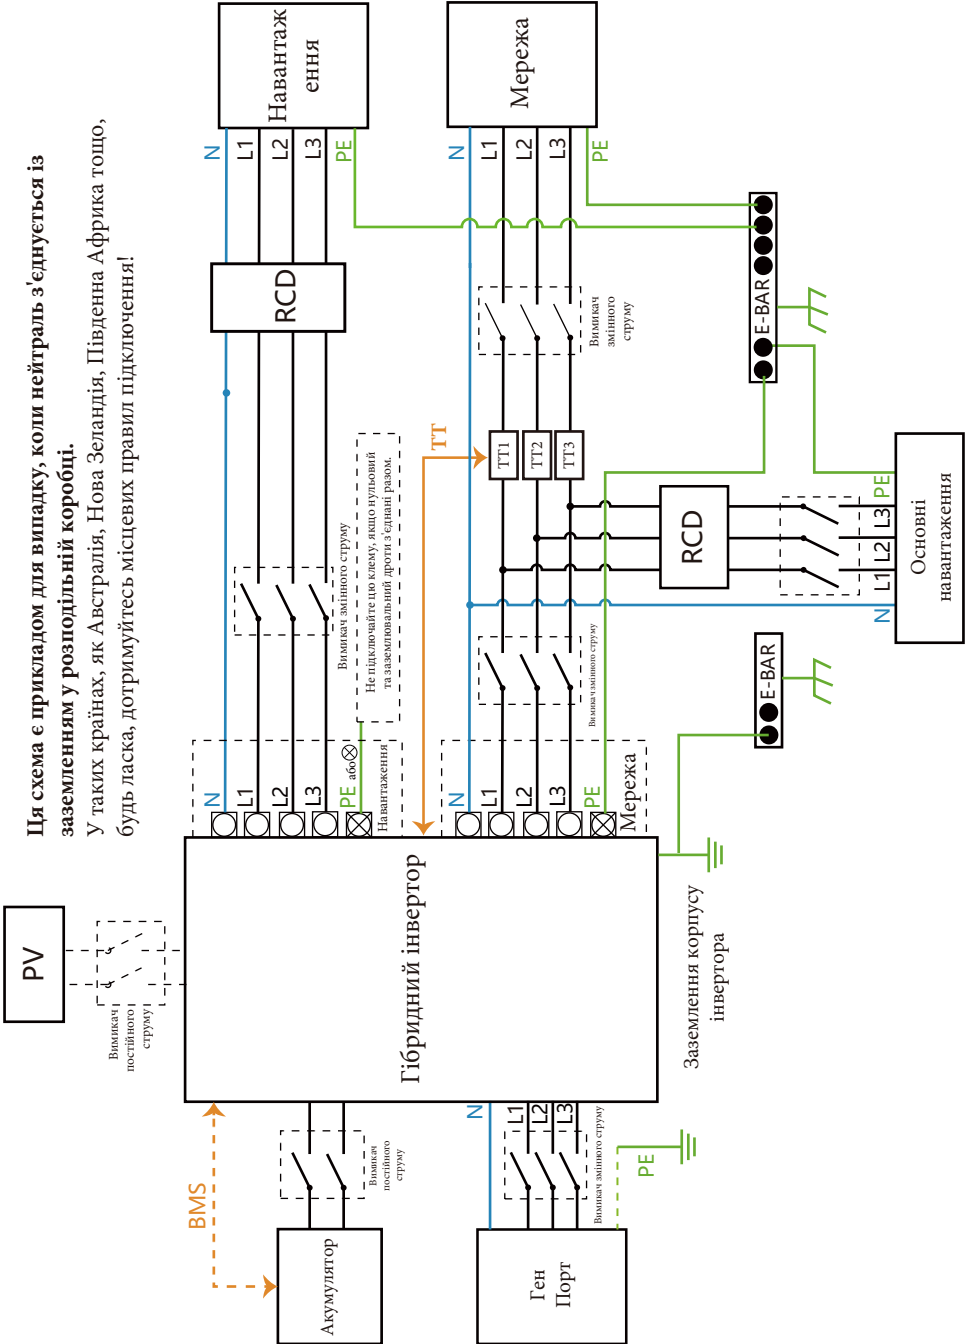 Ця схема є прикладом для випадку, коли нейтраль з'єднується із
заземленням у розподільній коробці.
У таких країнах, як Австралія, Нова Зеландія, Південна Африка тощо,
будь ласка, дотримуйтесь місцевих правил підключення!
PV
Вимикач
постійного
струму
BMS
Акумулятор
Вимикач
постійного
струму
Ген
Порт
N
L1
L2
L3
Вимикач змінного струму
PE
Гібридний інвертор
Заземлення корпусу
інвертора
N
L1
L2
L3
PE
або
Навантаження
Вимикач змінного струму
Не підключайте цю клему, якщо нульовий
та заземлювальний дроти з'єднані разом.
RCD
N
L1
L2
L3
PE
Навантаж
ення
N
L1
L2
L3
PE
Мережа
Вимикач змінного струму
ТТ
ТТ1
ТТ2
ТТ3
Вимикач
змінного
струму
N
L1
L2
L3
PE
Мережа
RCD
N
L1
L2
L3
PE
Основні
навантаження
E-BAR
E-BAR